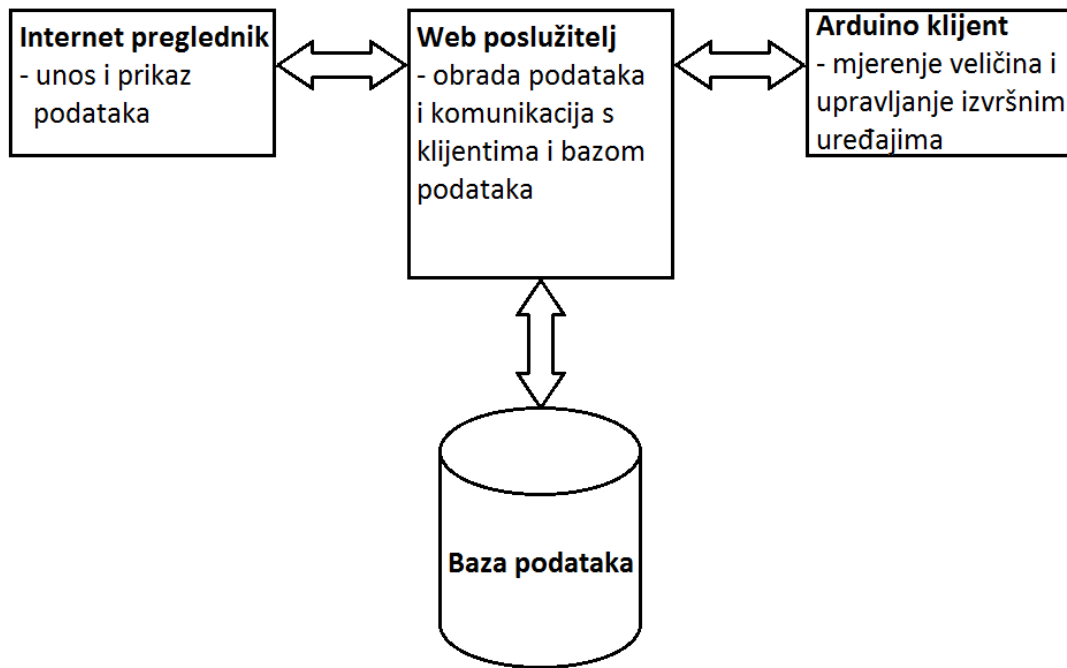 Internet preglednik
- unos i prikaz
podataka
Web poslužitelj
- obrada podataka
i komunikacija s
klijentima i bazom
podataka
Arduino klijent
- mjerenje veličina i
upravljanje izvršnim
uređajima
Baza podataka